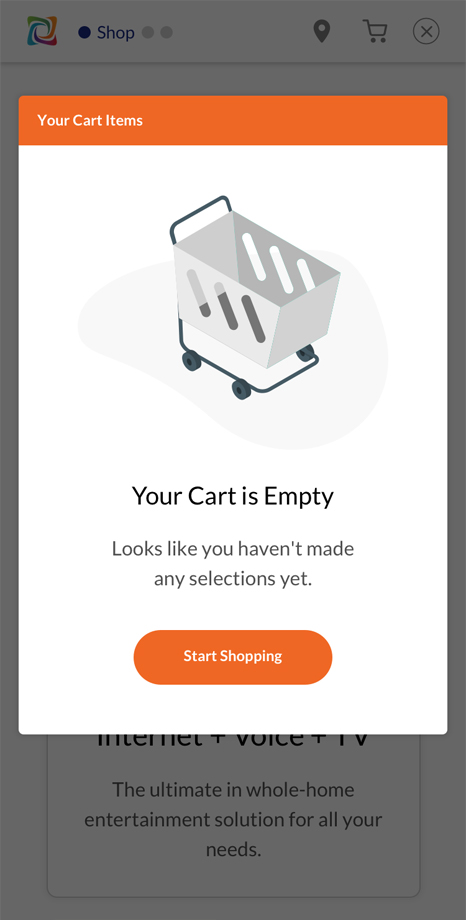 Shop
Your Cart Items
Your Cart is Empty
Looks like you haven't made
any selections yet.
Start Shopping
Internet + Voice + TV
The ultimate in whole-home
entertainment solution for all your
needs.